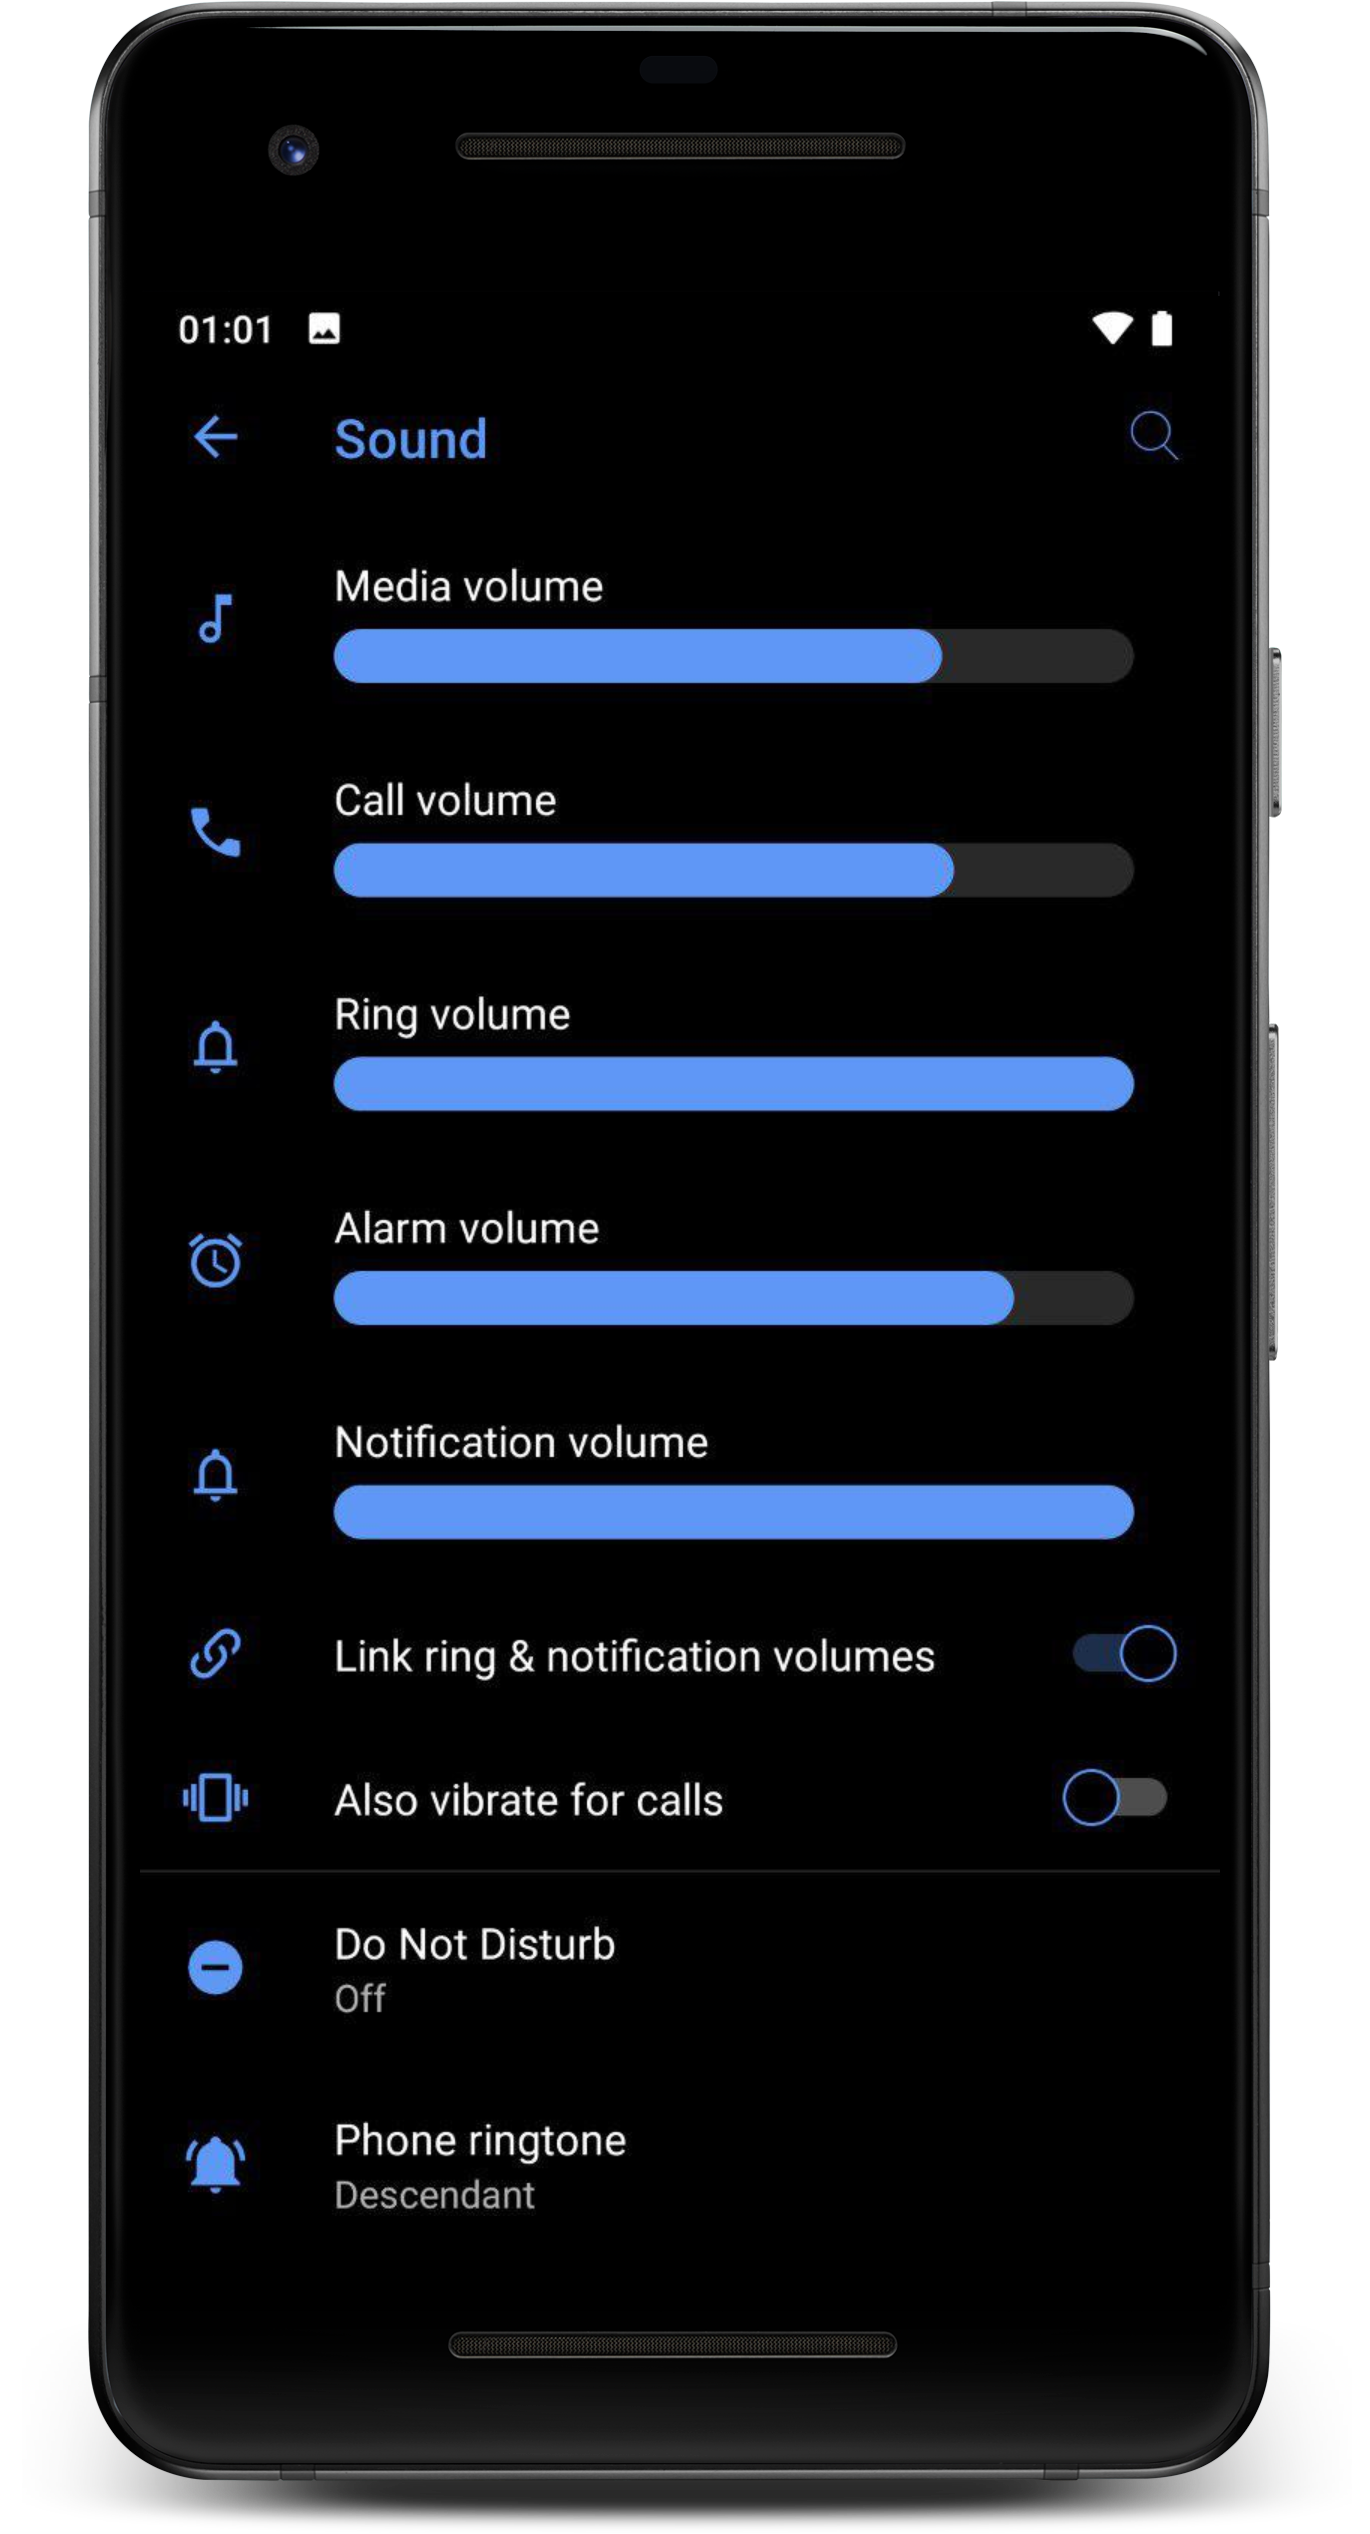 01:01
Sound
Media volume
Call volume
Ring volume
Alarm volume
Notification volume
Link ring & notification volumes
Also vibrate for calls
Do Not Disturb
Off
Phone ringtone
Descendant